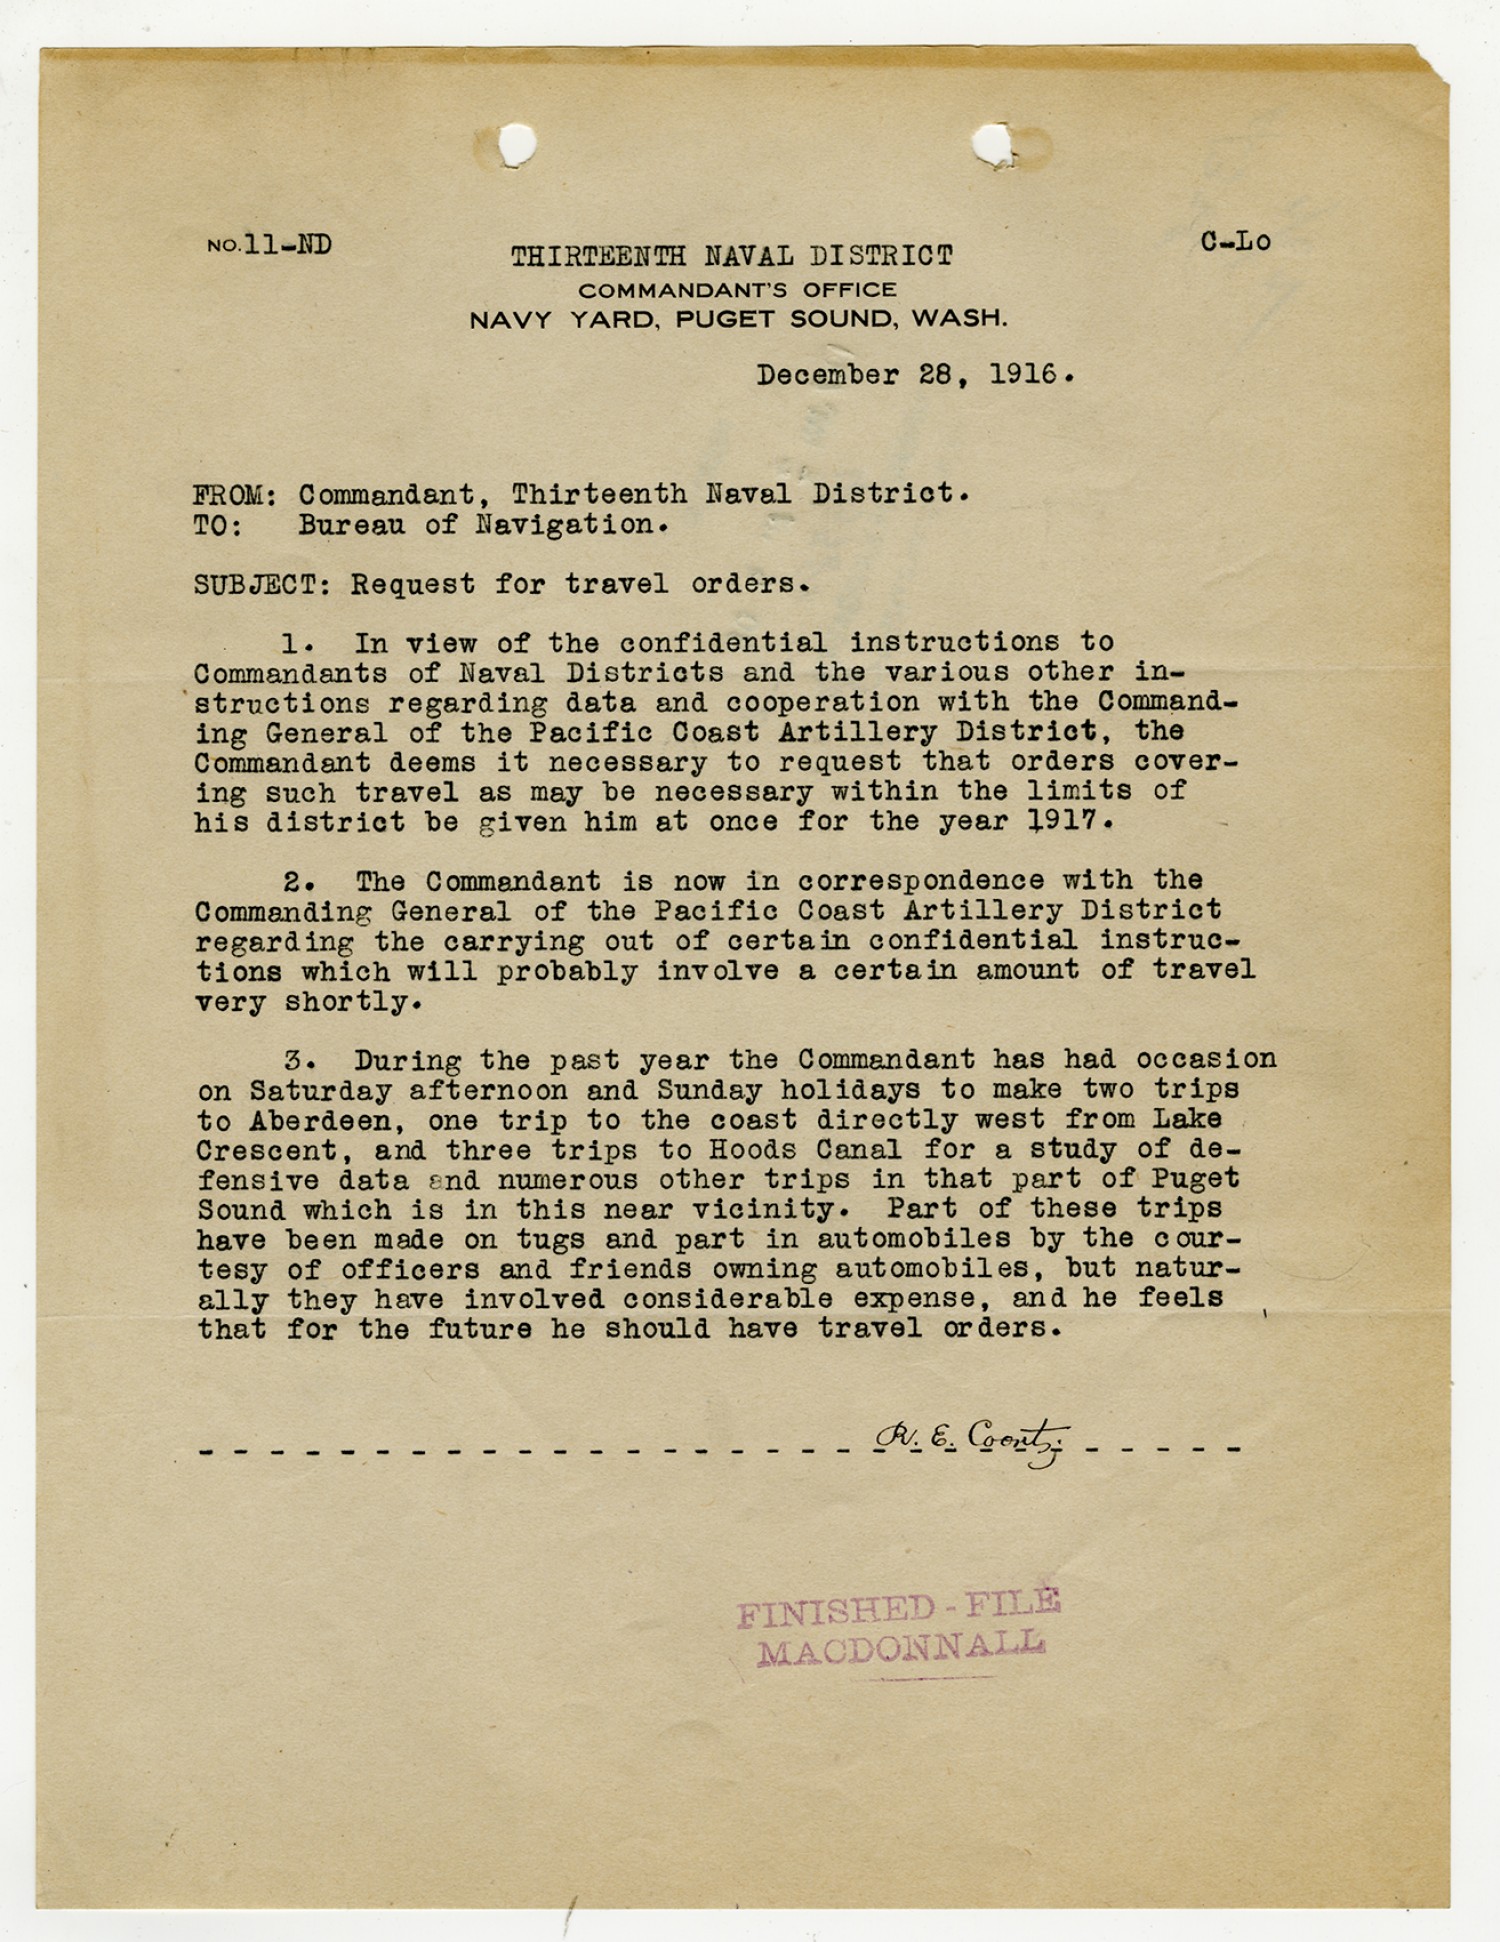 NO. 11-ND
C-Lo
THIRTEENTH NAVAL DISTRICT
COMMANDANT'S OFFICE
NAVY YARD, PUGET SOUND, WASH.
December 28, 1916.
FROM: Commandant, Thirteenth Naval District.
TO: Bureau of Navigation.
SUBJECT: Request for travel orders.
1. In view of the confidential instructions to
Commandants of Naval Districts and the various other in-
structions regarding data and cooperation with the Command-
ing General of the Pacific Coast Artillery District, the
Commandant deems it necessary to request that orders cover-
ing such travel as may be necessary within the limits of
his district be given him at once for the year 1917.
2. The Commandant is now in correspondence with the
Commanding General of the Pacific Coast Artillery District
regarding the carrying out of certain confidential instruc-
tions which will probably involve a certain amount of travel
very shortly.
3. During the past year the Commandant has had occasion
on Saturday afternoon and Sunday holidays to make two trips
to Aberdeen, one trip to the coast directly west from Lake
Crescent, and three trips to Hoods Canal for a study of de-
fensive data and numerous other trips in that part of Puget
Sound which is in this near vicinity. Part of these trips
have been made on tugs and part in automobiles by the cour-
tesy of officers and friends owning automobiles, but natur-
ally they have involved considerable expense, and he feels
that for the future he should have travel orders.
R. E. Coontz.
FINISHED - FILE
MACDONNALL